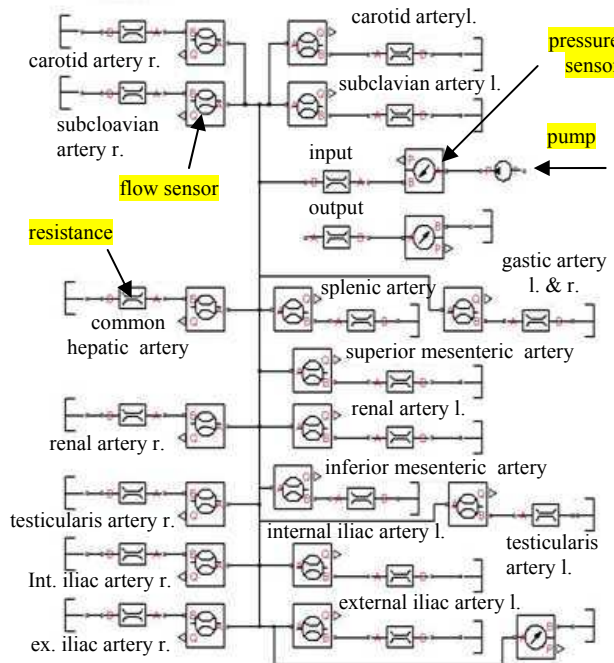 carotid artery r.
carotid arteryl.
pressure
sensor
subclavian artery l.
subcloavian
artery r.
flow sensor
input
pump
output
resistance
gastic artery
l. & r.
splenic artery
common
hepatic artery
superior mesenteric artery
renal artery l.
renal artery r.
inferior mesenteric artery
testicularis artery r.
internal iliac artery l.
testicularis
artery l.
Int. iliac artery r.
external iliac artery l.
ex. iliac artery r.